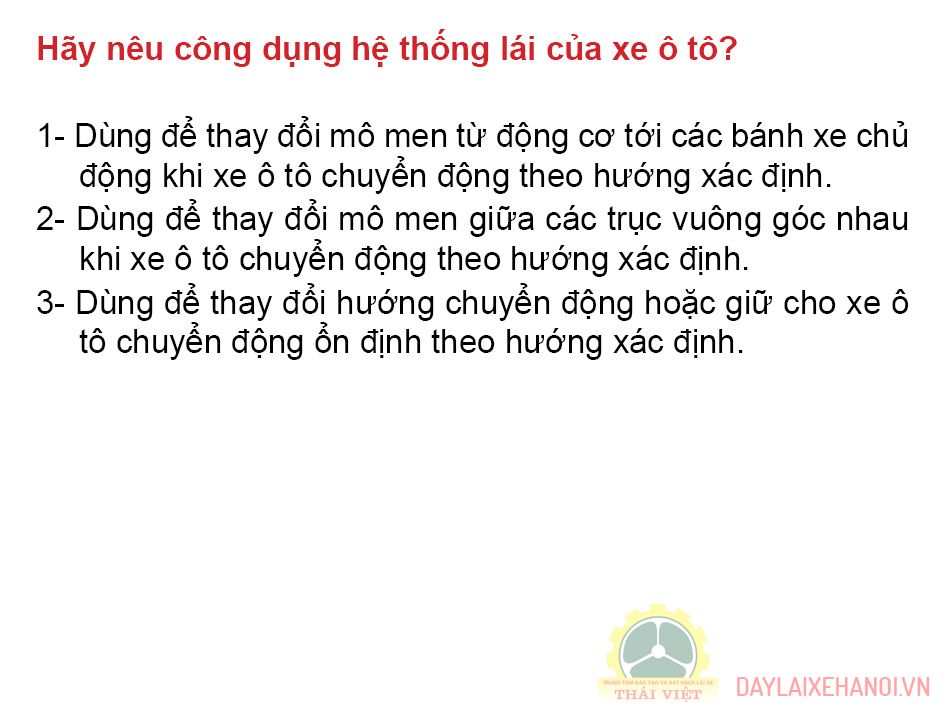 Hãy nêu công dụng hệ thống lái của xe ô tô?
1- Dùng để thay đổi mô men từ động cơ tới các bánh xe chủ
động khi xe ô tô chuyển động theo hướng xác định.
2- Dùng để thay đổi mô men giữa các trục vuông góc nhau
khi xe ô tô chuyển động theo hướng xác định.
3- Dùng để thay đổi hướng chuyển động hoặc giữ cho xe ô
tô chuyển động ổn định theo hướng xác định.
TRUNG TÂM ĐÀO TẠO VÀ SÁT HẠCH LÁI XE
THÁI VIỆT
DAYLAIXEHANOI.VN